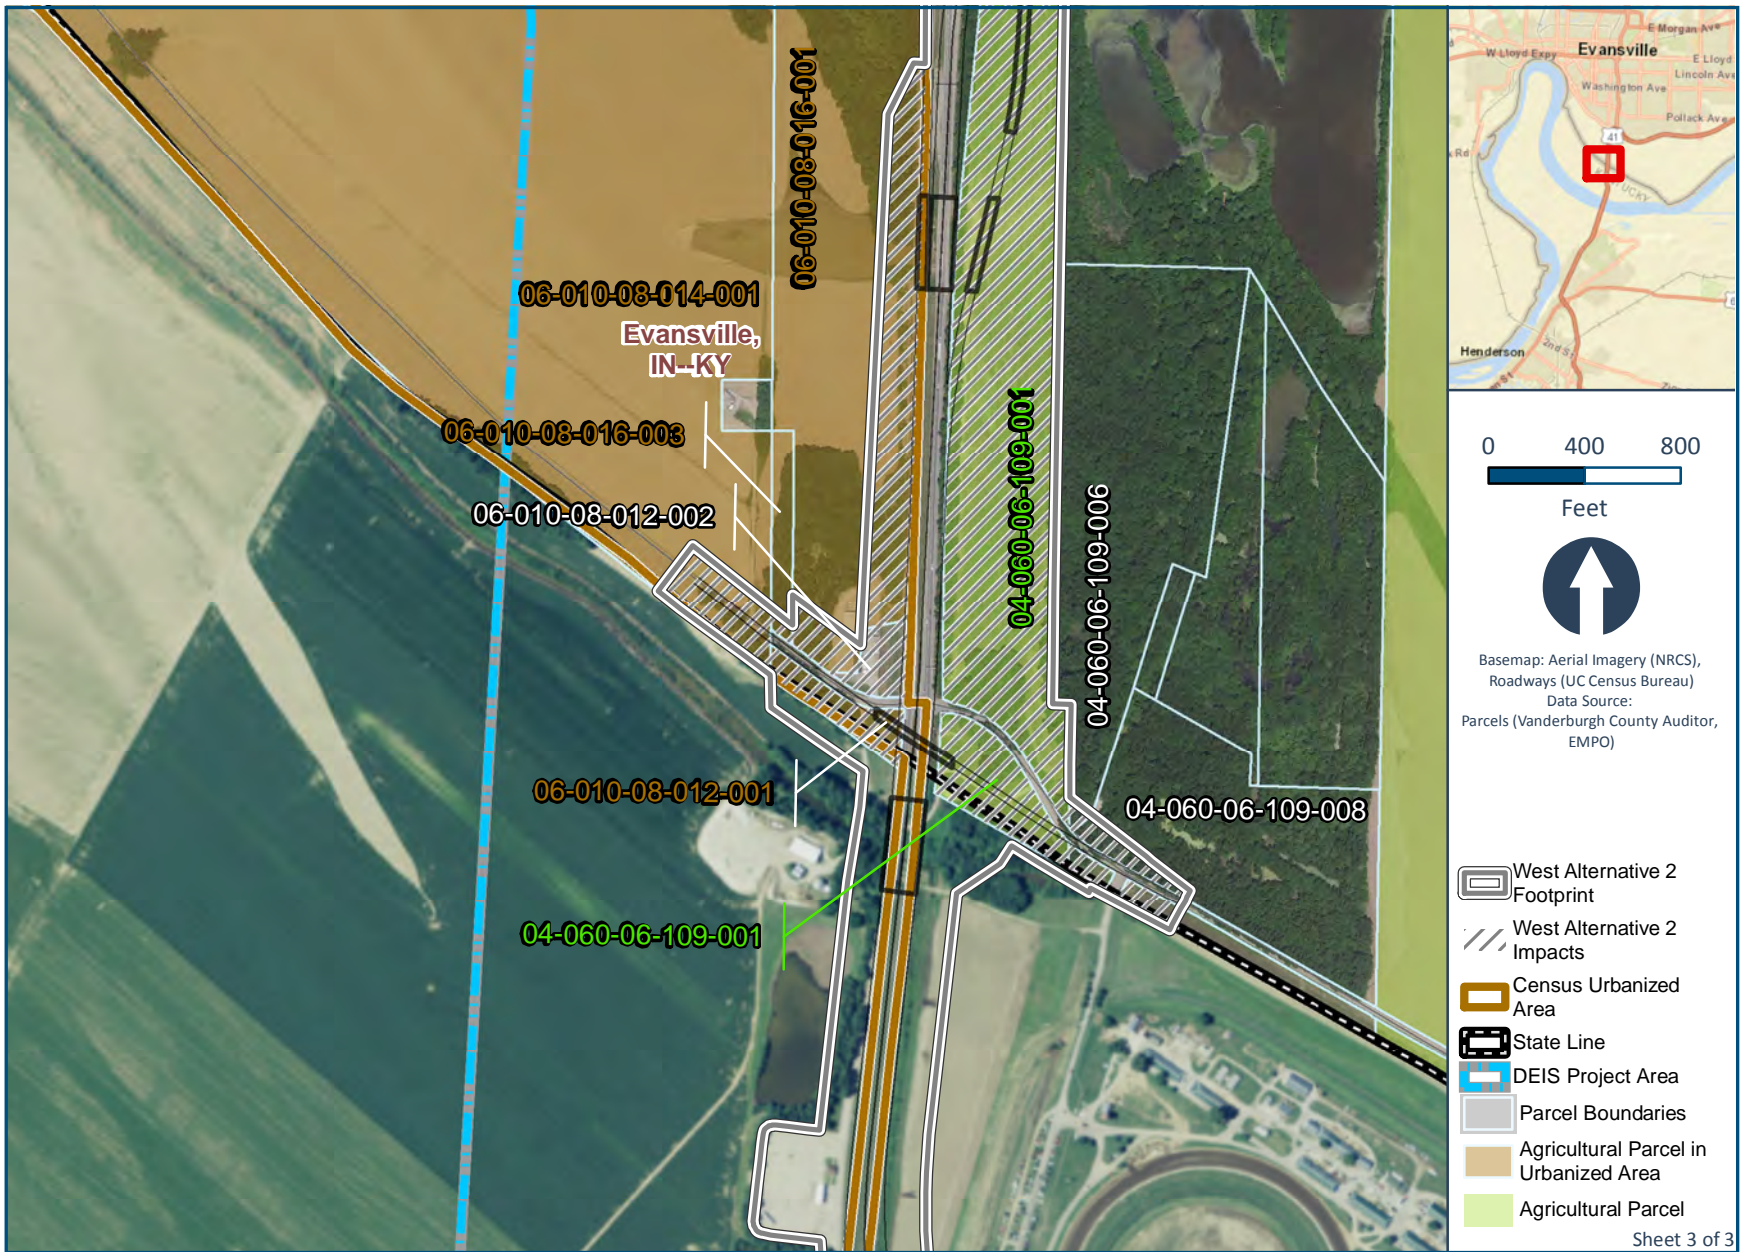 06-010-08-016-001
06-010-08-014-001
Evansville,
IN--KY
06-010-08-016-003
06-010-08-012-002
04-060-06-109-001
04-060-06-109-006
06-010-08-012-001
04-060-06-109-008
04-060-06-109-001
E Morgan Ave
W Lloyd Expy
Evansville
E Lloyd
Lincoln Ave
Washington Ave
Pollack Ave
41
Rd
UCKY
Henderson
2nd St
0 400 800
Feet
Basemap: Aerial Imagery (NRCS),
Roadways (UC Census Bureau)
Data Source:
Parcels (Vanderburgh County Auditor,
EMPO)
West Alternative 2
Footprint
West Alternative 2
Impacts
Census Urbanized
Area
State Line
DEIS Project Area
Parcel Boundaries
Agricultural Parcel in
Urbanized Area
Agricultural Parcel
Sheet 3 of 3